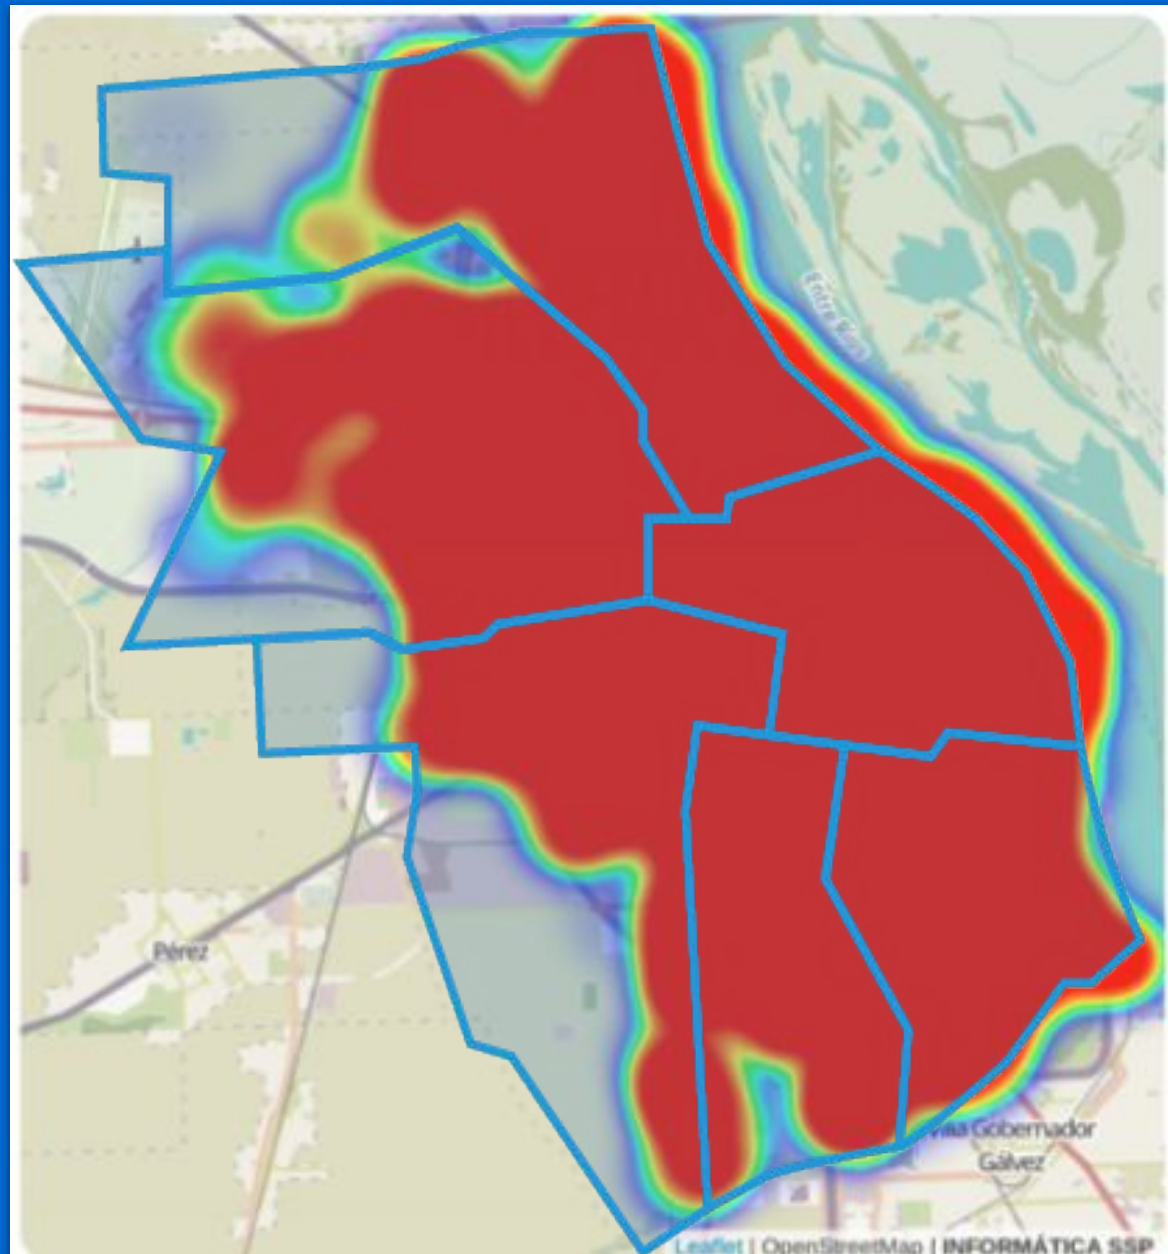 Entre Ríos
Pérez
Villa Gobernador
Gálvez
Leaflet | OpenStreetMap | INFORMÁTICA SSP